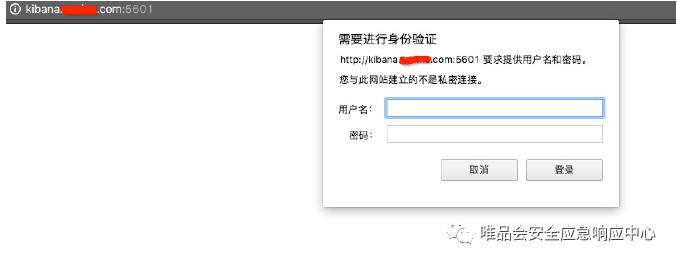 kibana.
.com:5601
需要进行身份验证
http://kibana.
.com:5601 要求提供用户名和密码。
您与此网站建立的不是私密连接。
用户名：
密码：
取消
登录
唯品会安全应急响应中心